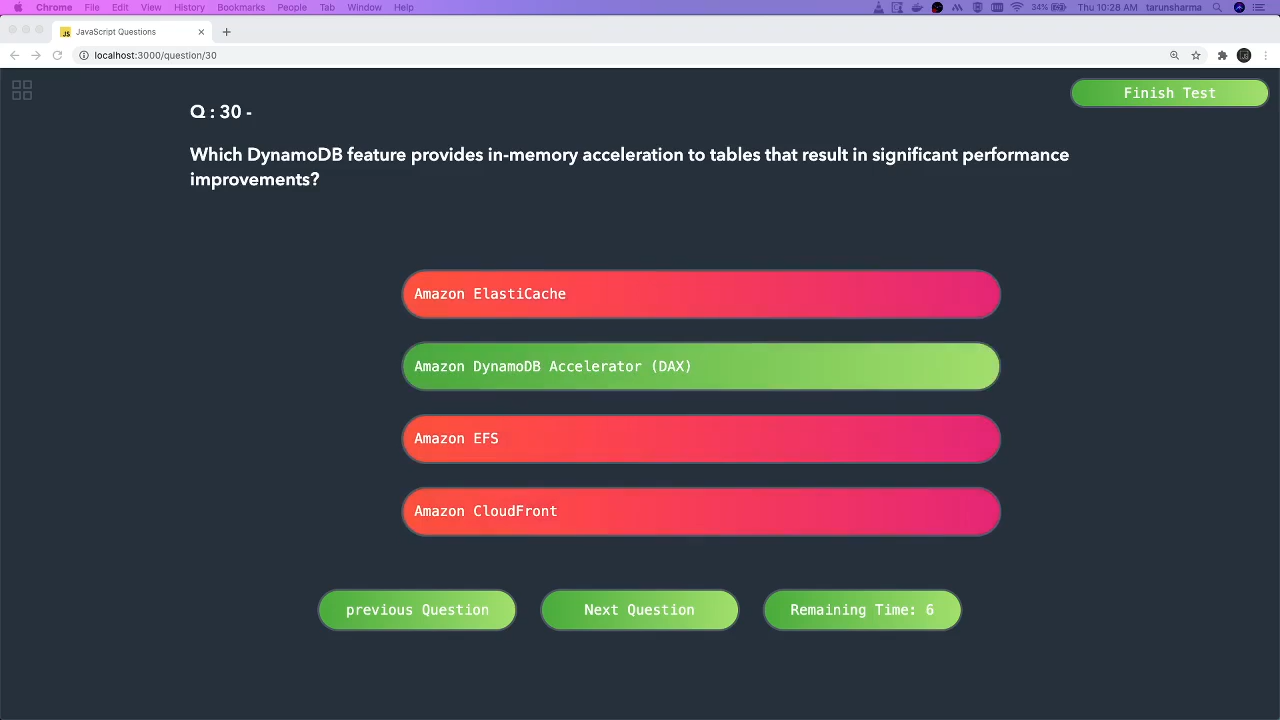 Chrome File Edit View History Bookmarks People Tab Window Help 34% Thu 10:28 AM tarunsharma
JavaScript Questions
localhost:3000/question/30
Finish Test
Q : 30 -
Which DynamoDB feature provides in-memory acceleration to tables that result in significant performance
improvements?
Amazon ElastiCache
Amazon DynamoDB Accelerator (DAX)
Amazon EFS
Amazon CloudFront
previous Question
Next Question
Remaining Time: 6